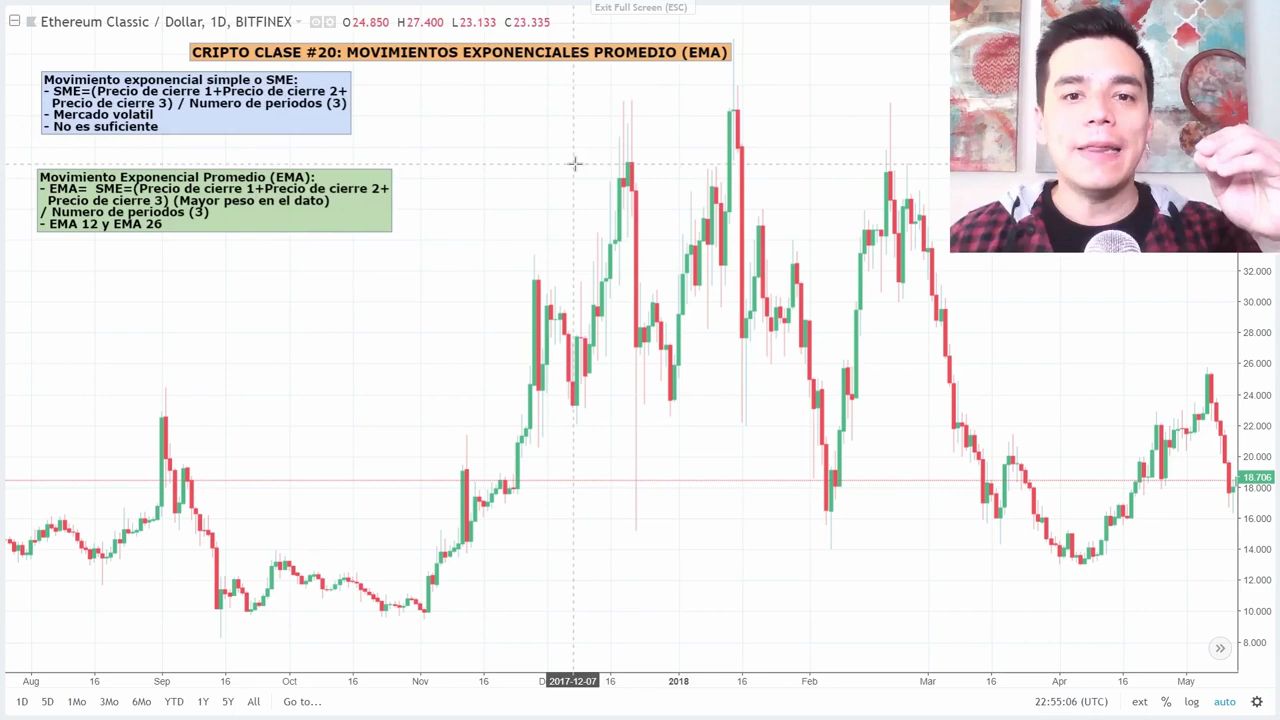 Exit Full Screen (ESC)
Ethereum Classic / Dollar, 1D, BITFINEX O24.850 H27.400 L23.133 C23.335
CRIPTO CLASE #20: MOVIMIENTOS EXPONENCIALES PROMEDIO (EMA)
Movimiento exponencial simple o SME:
- SME=(Precio de cierre 1+Precio de cierre 2+
Precio de cierre 3) / Numero de periodos (3)
- Mercado volatil
- No es suficiente
Movimiento Exponencial Promedio (EMA):
- EMA= SME=(Precio de cierre 1+Precio de cierre 2+
Precio de cierre 3) (Mayor peso en el dato)
/ Numero de periodos (3)
- EMA 12 y EMA 26
32.000
30.000
28.000
26.000
24.000
22.000
20.000
18.706
18.000
16.000
14.000
12.000
10.000
8.000
Aug 16 Sep 16 Oct 16 Nov 16 D 2017-12-07 16 2018 16 Feb Mar 16 Apr 16 May
1D 5D 1Mo 3Mo 6Mo YTD 1Y 5Y All Go to... 22:55:06 (UTC) ext % log auto